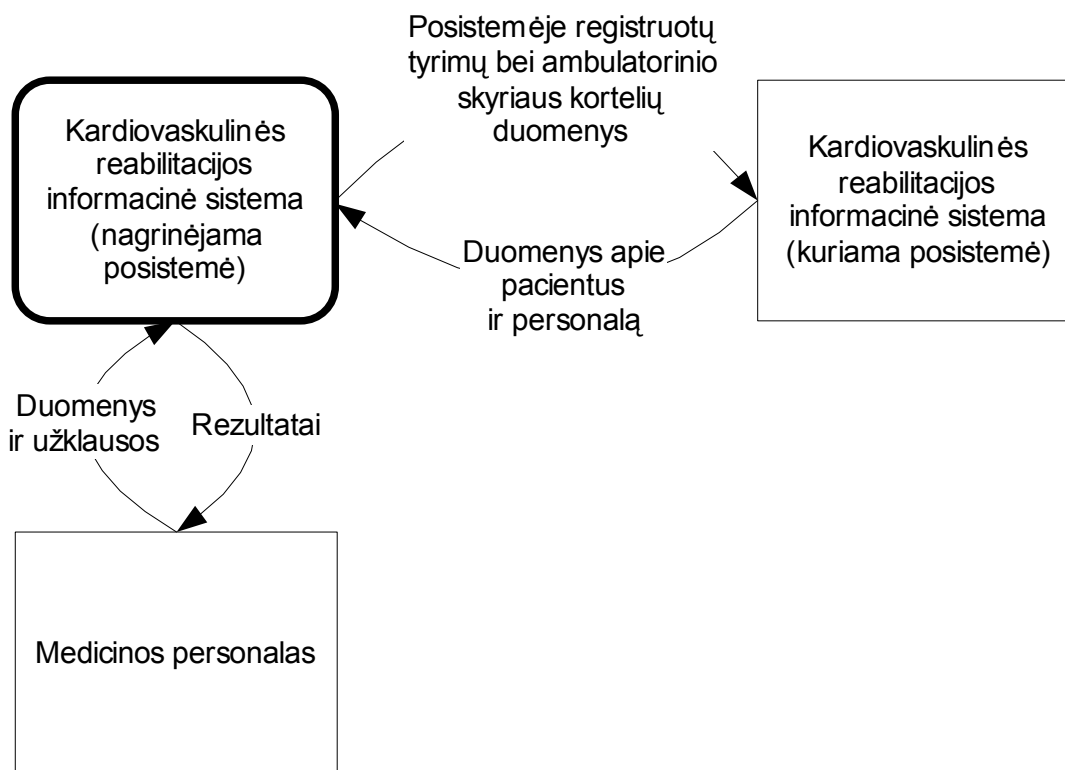 Posistemėje registruotų
tyrimų bei ambulatorinio
skyriaus kortelių
duomenys
Kardiovaskulinės
reabilitacijos
informacinė sistema
(nagrinėjama
posistemė)
Kardiovaskulinės
reabilitacijos
informacinė sistema
(kuriama posistemė)
Duomenys apie
pacientus
ir personalą
Duomenys
ir užklausos
Rezultatai
Medicinos personalas